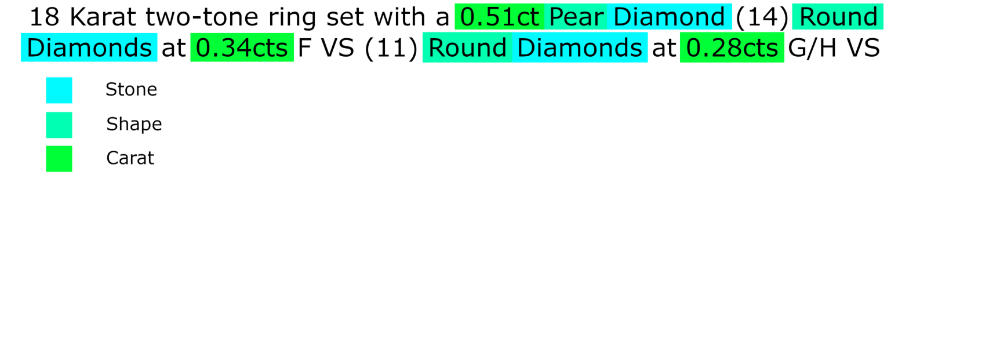 18 Karat two-tone ring set with a 0.51ct Pear Diamond (14) Round
Diamonds at 0.34cts F VS (11) Round Diamonds at 0.28cts G/H VS
Stone
Shape
Carat